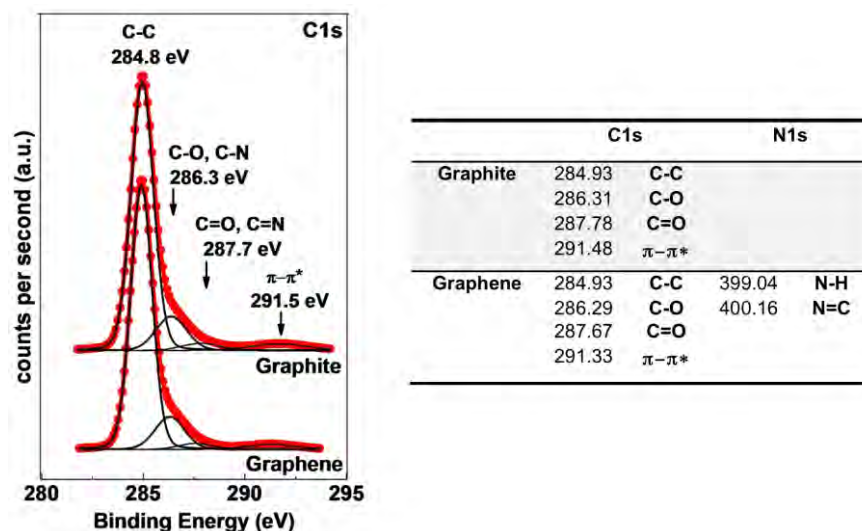 C1s
C-C
284.8 eV
C-O, C-N
286.3 eV
C=O, C=N
287.7 eV
π–π*
291.5 eV
Graphite
Graphene
counts per second (a.u.)
280 285 290 295
Binding Energy (eV)
C1s N1s
Graphite 284.93 C-C
286.31 C-O
287.78 C=O
291.48 π–π*
Graphene 284.93 C-C 399.04 N-H
286.29 C-O 400.16 N=C
287.67 C=O
291.33 π–π*